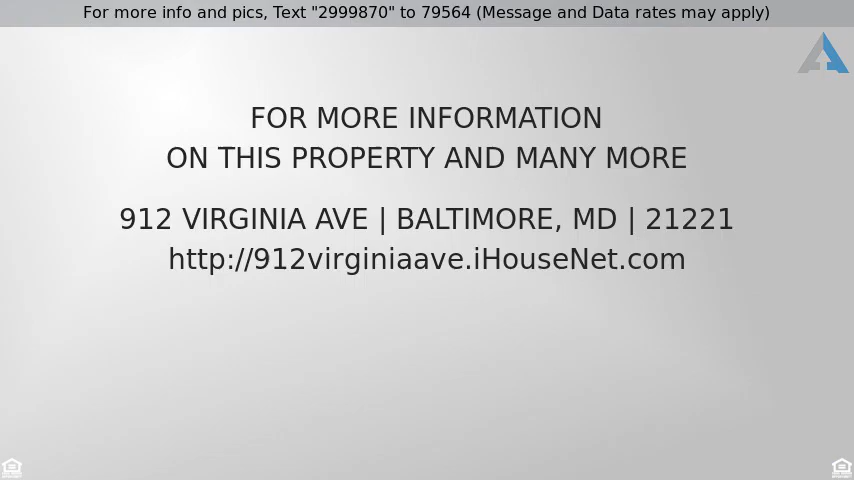 For more info and pics, Text "2999870" to 79564 (Message and Data rates may apply)
FOR MORE INFORMATION
ON THIS PROPERTY AND MANY MORE
912 VIRGINIA AVE | BALTIMORE, MD | 21221
http://912virginiaave.iHouseNet.com